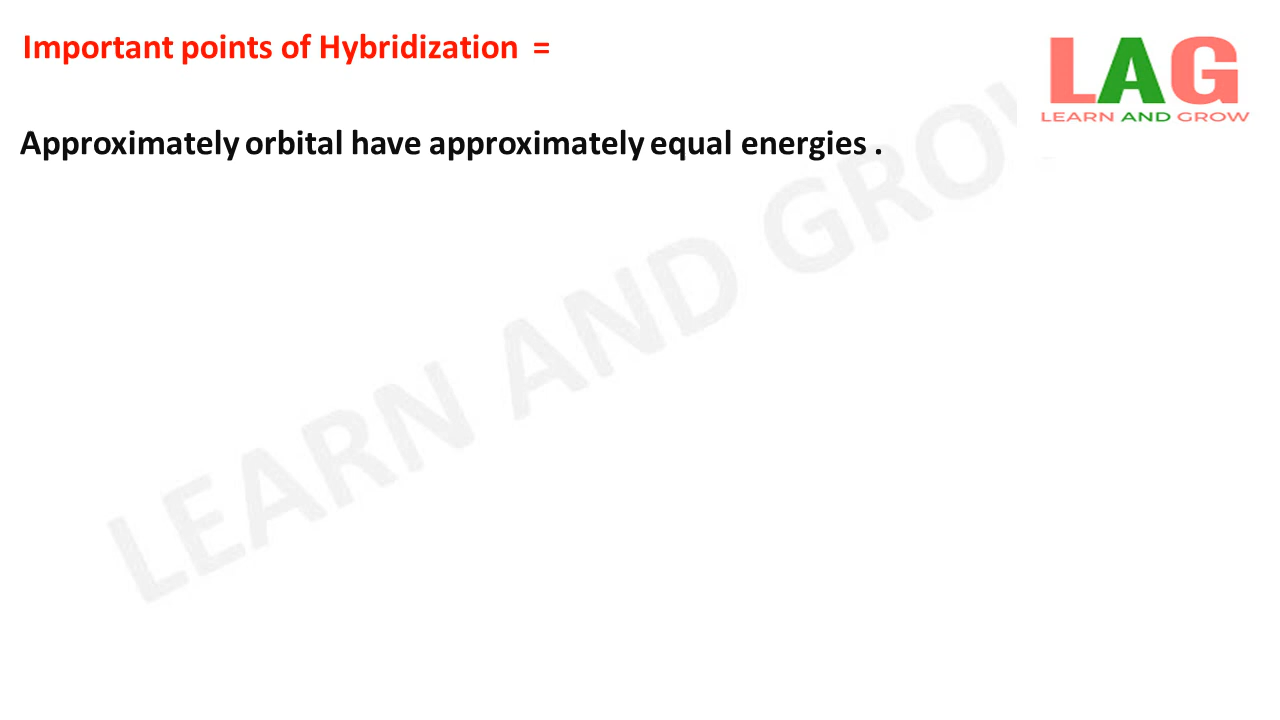 Important points of Hybridization =
LAG
LEARN AND GROW
Approximately orbital have approximately equal energies .
LEARN AND GROW